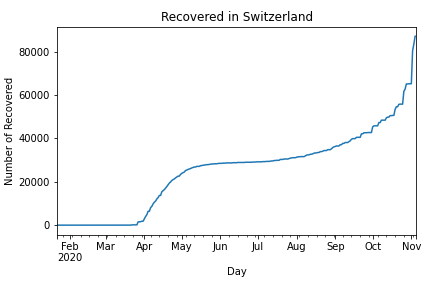 Recovered in Switzerland
Number of Recovered
80000
60000
40000
20000
0
Feb Mar Apr May Jun Jul Aug Sep Oct Nov
2020
Day